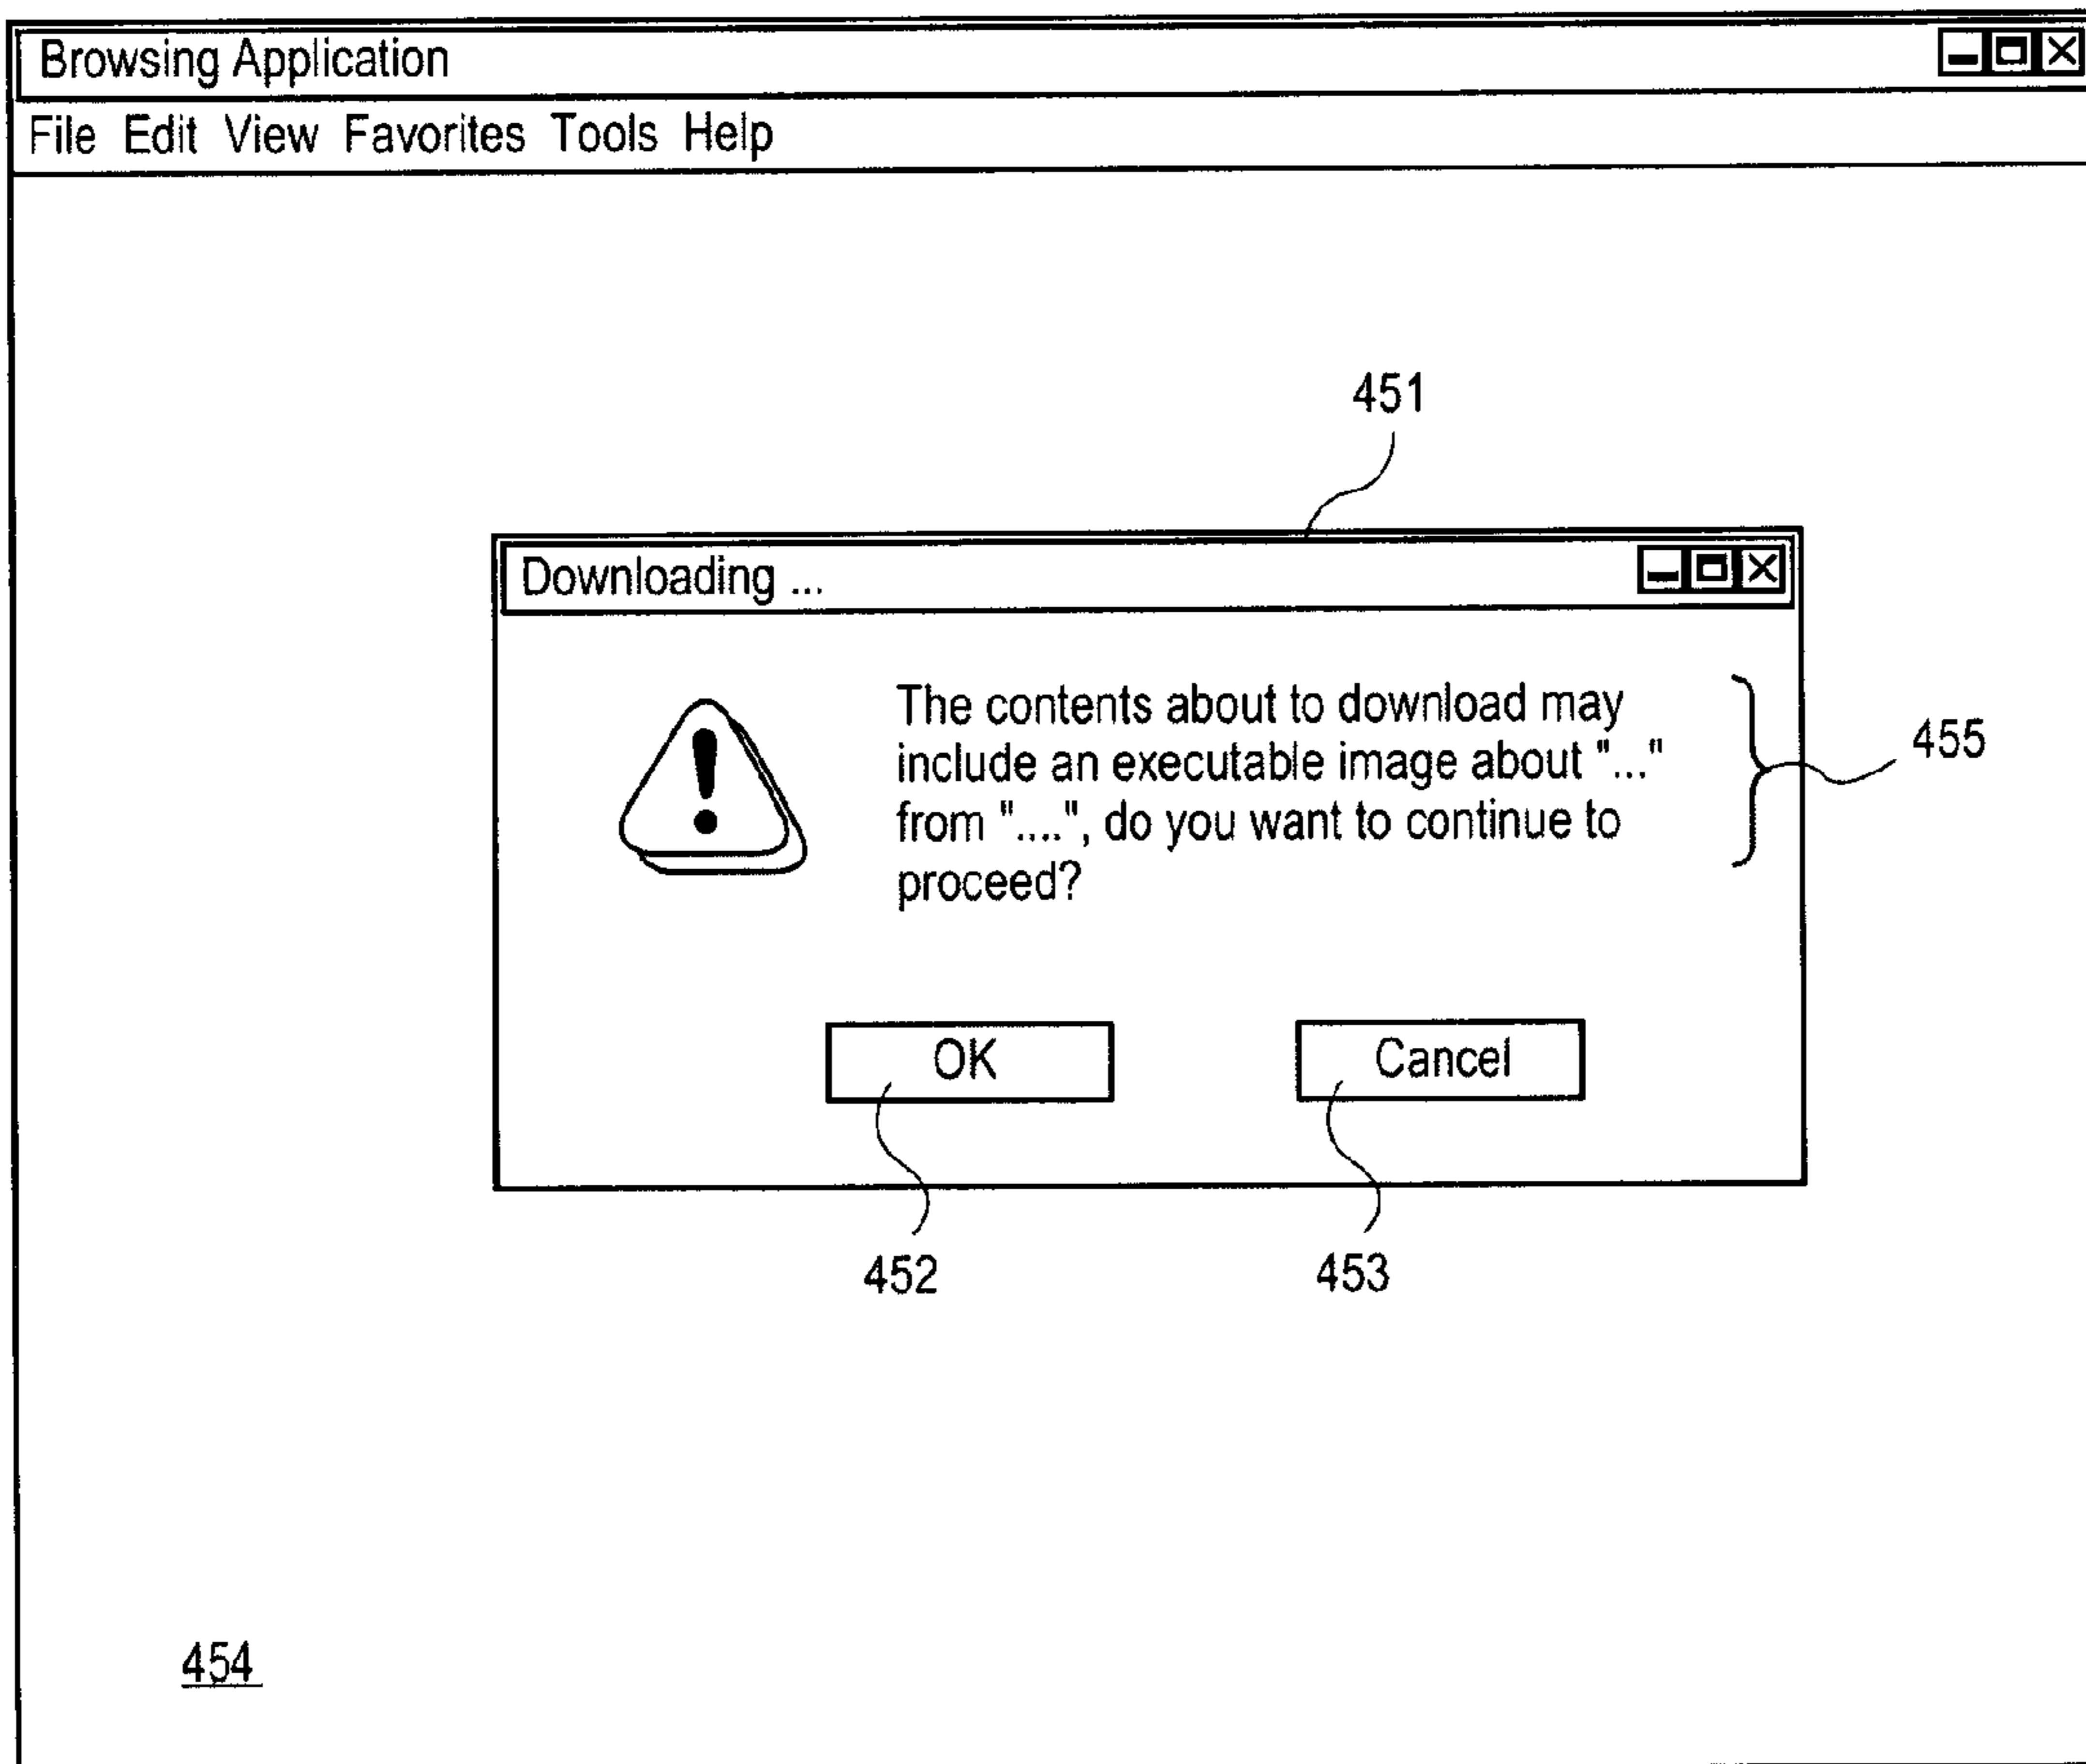 Browsing Application
File Edit View Favorites Tools Help
451
Downloading ...
The contents about to download may
include an executable image about "..."
from "....", do you want to continue to
proceed?
455
OK
Cancel
452
453
454